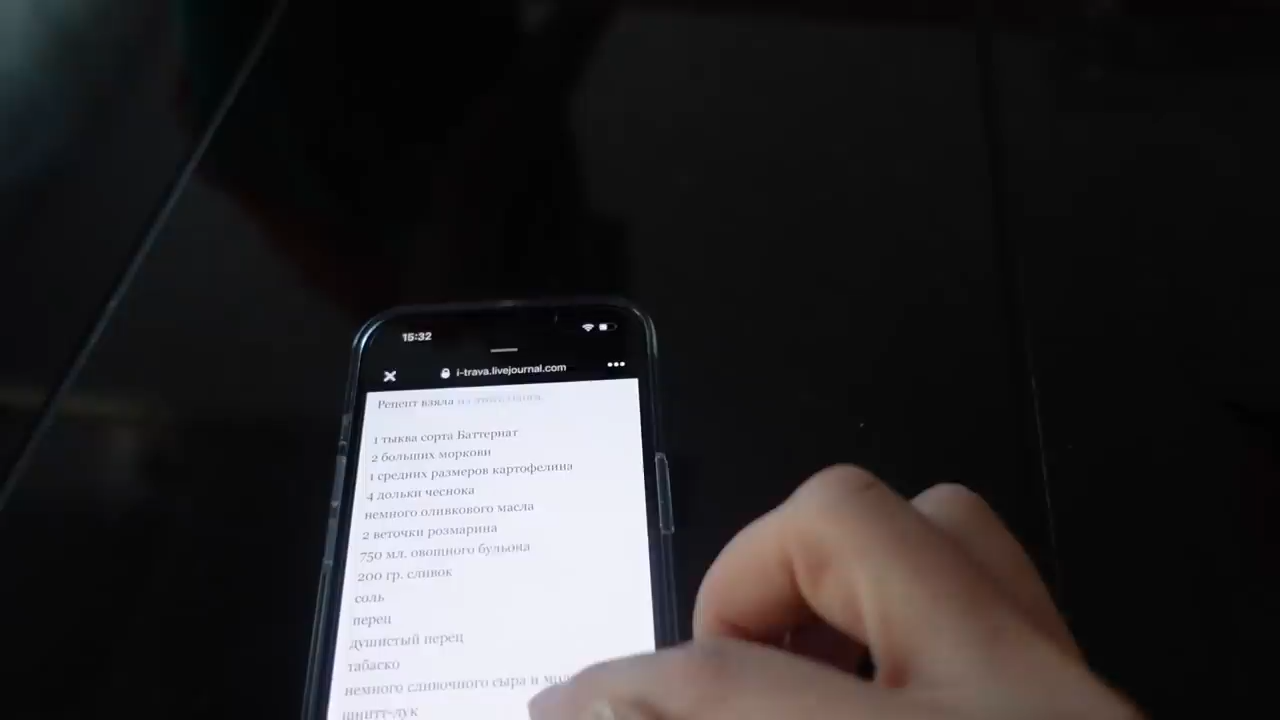 15:32
i-trava.livejournal.com
Рецепт взяла
1 тыква сорта Баттернат
2 больших моркови
1 средних размеров картофелина
4 дольки чеснока
немного оливкового масла
2 веточки розмарина
750 мл. овощного бульона
200 гр. сливок
соль
перец
душистый перец
табаско
немного сливочного сыра и
шнитт-лук